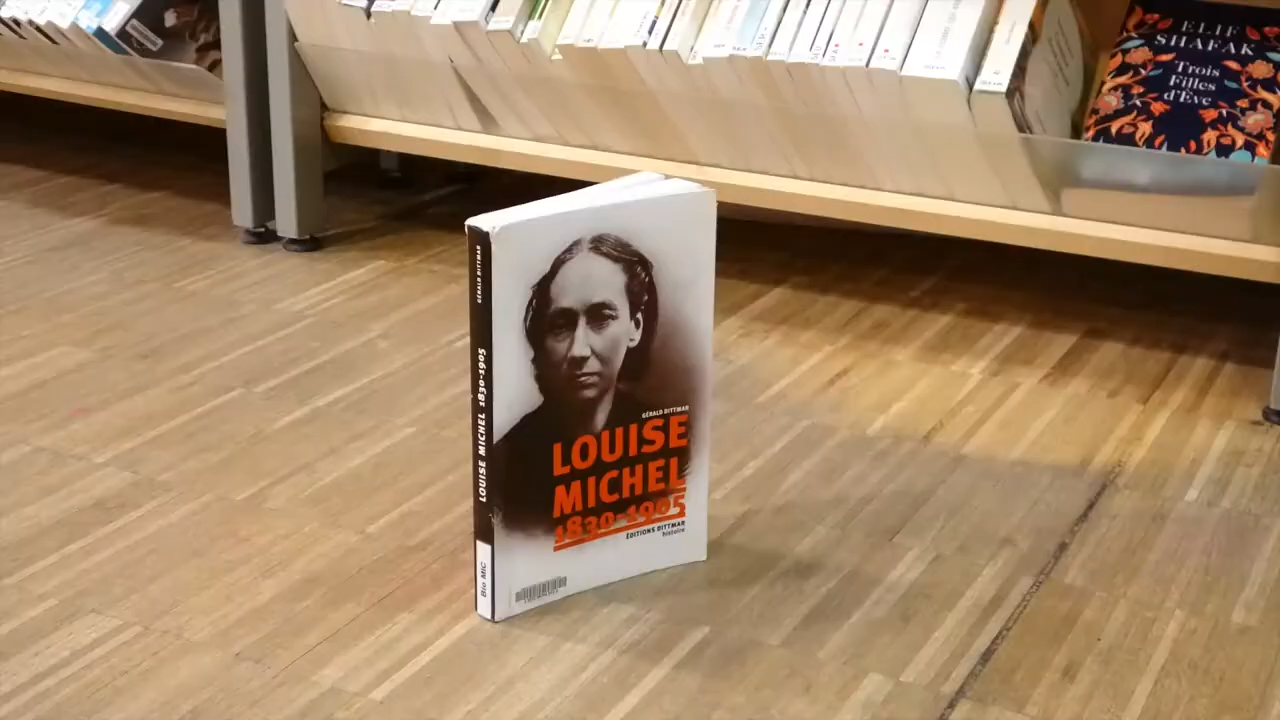 ELIF
SHAFAK
Trois
Filles
d'Ève
GÉRALD DITTMAR
LOUISE MICHEL 1830-1905
Bio MIC
GÉRALD DITTMAR
LOUISE
MICHEL
1830-1905
ÉDITIONS DITTMAR
histoire